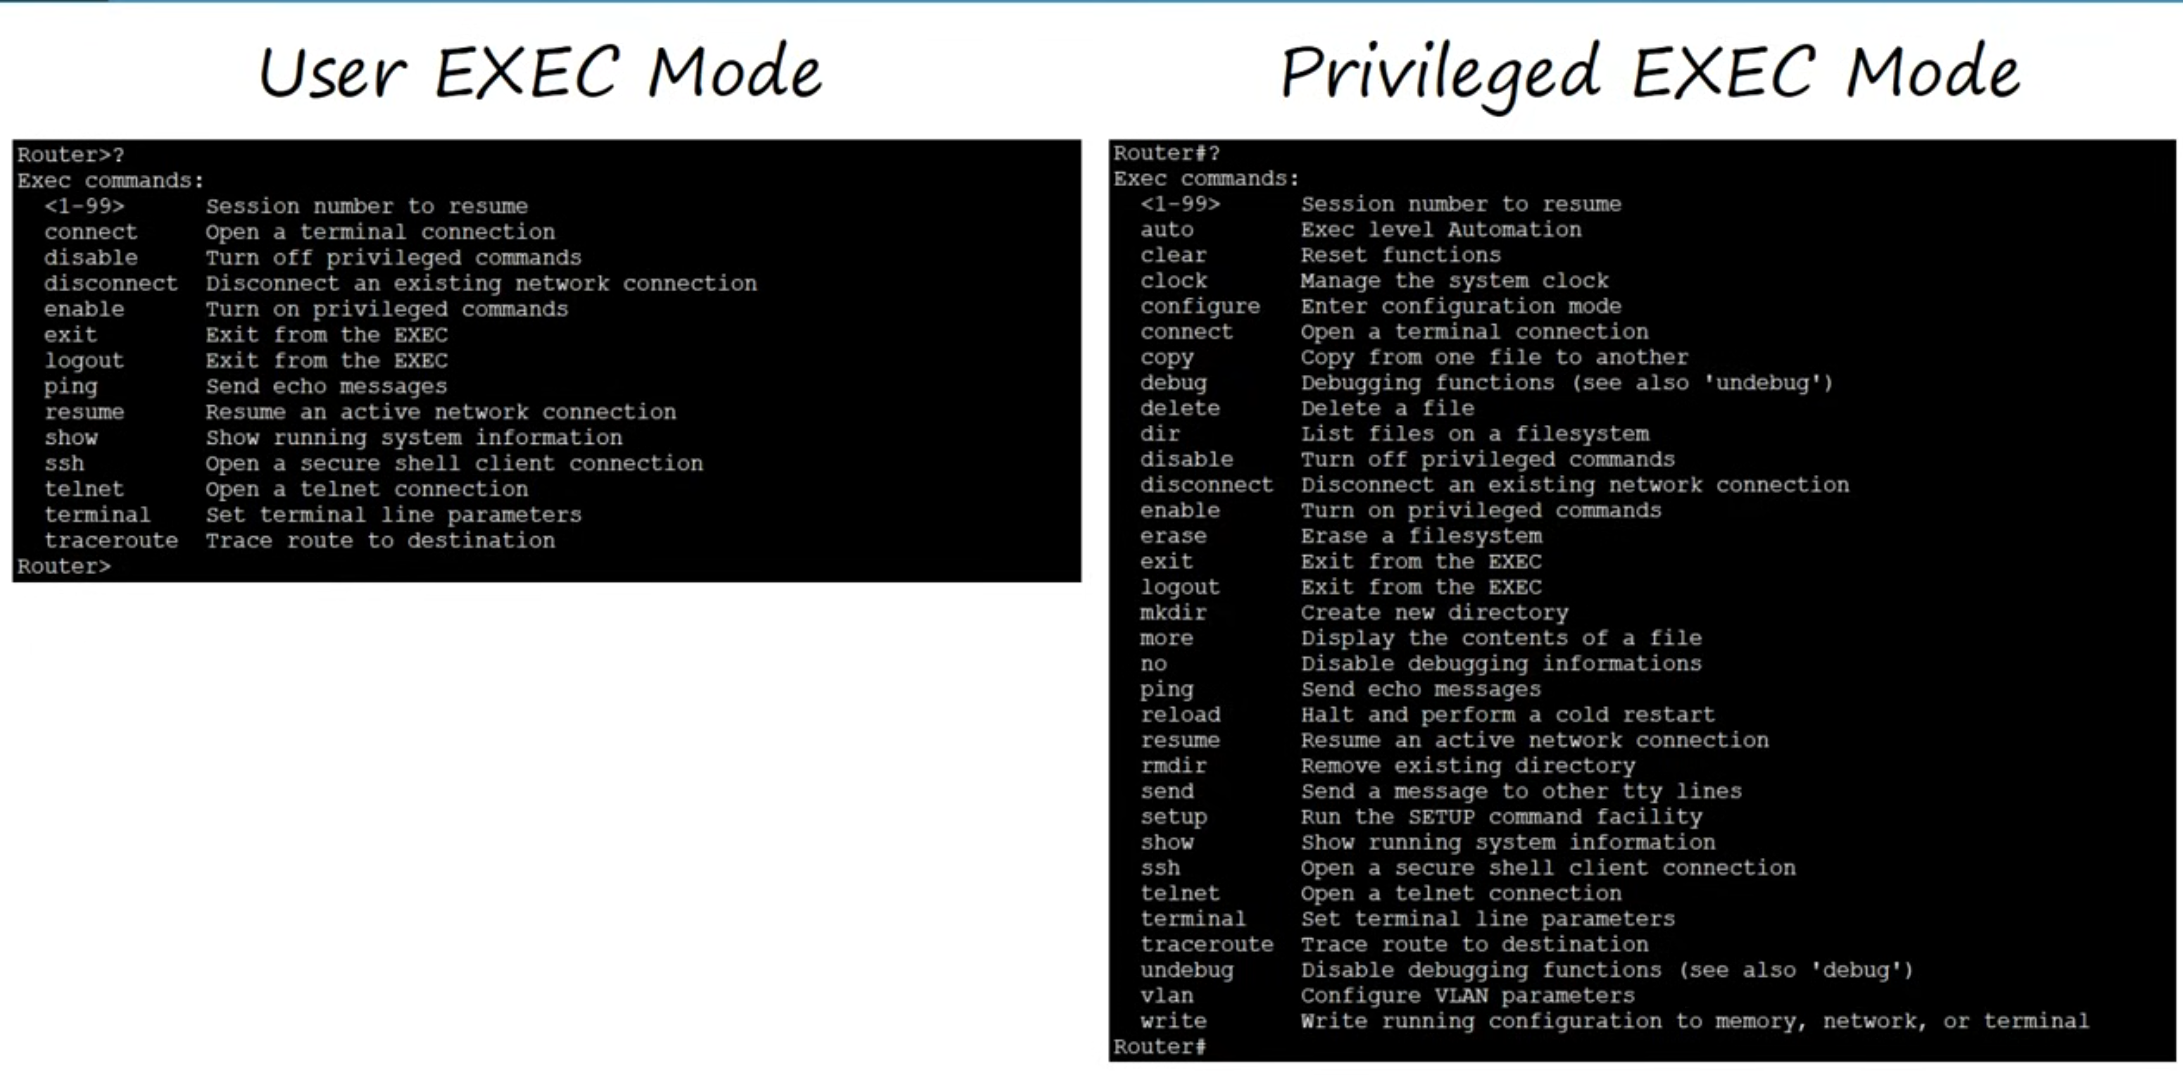 User EXEC Mode
Router>?
Exec commands:
<1-99> Session number to resume
connect Open a terminal connection
disable Turn off privileged commands
disconnect Disconnect an existing network connection
enable Turn on privileged commands
exit Exit from the EXEC
logout Exit from the EXEC
ping Send echo messages
resume Resume an active network connection
show Show running system information
ssh Open a secure shell client connection
telnet Open a telnet connection
terminal Set terminal line parameters
traceroute Trace route to destination
Router>
Privileged EXEC Mode
Router#?
Exec commands:
<1-99> Session number to resume
auto Exec level Automation
clear Reset functions
clock Manage the system clock
configure Enter configuration mode
connect Open a terminal connection
copy Copy from one file to another
debug Debugging functions (see also 'undebug')
delete Delete a file
dir List files on a filesystem
disable Turn off privileged commands
disconnect Disconnect an existing network connection
enable Turn on privileged commands
erase Erase a filesystem
exit Exit from the EXEC
logout Exit from the EXEC
mkdir Create new directory
more Display the contents of a file
no Disable debugging informations
ping Send echo messages
reload Halt and perform a cold restart
resume Resume an active network connection
rmdir Remove existing directory
send Send a message to other tty lines
setup Run the SETUP command facility
show Show running system information
ssh Open a secure shell client connection
telnet Open a telnet connection
terminal Set terminal line parameters
traceroute Trace route to destination
undebug Disable debugging functions (see also 'debug')
vlan Configure VLAN parameters
write Write running configuration to memory, network, or terminal
Router#